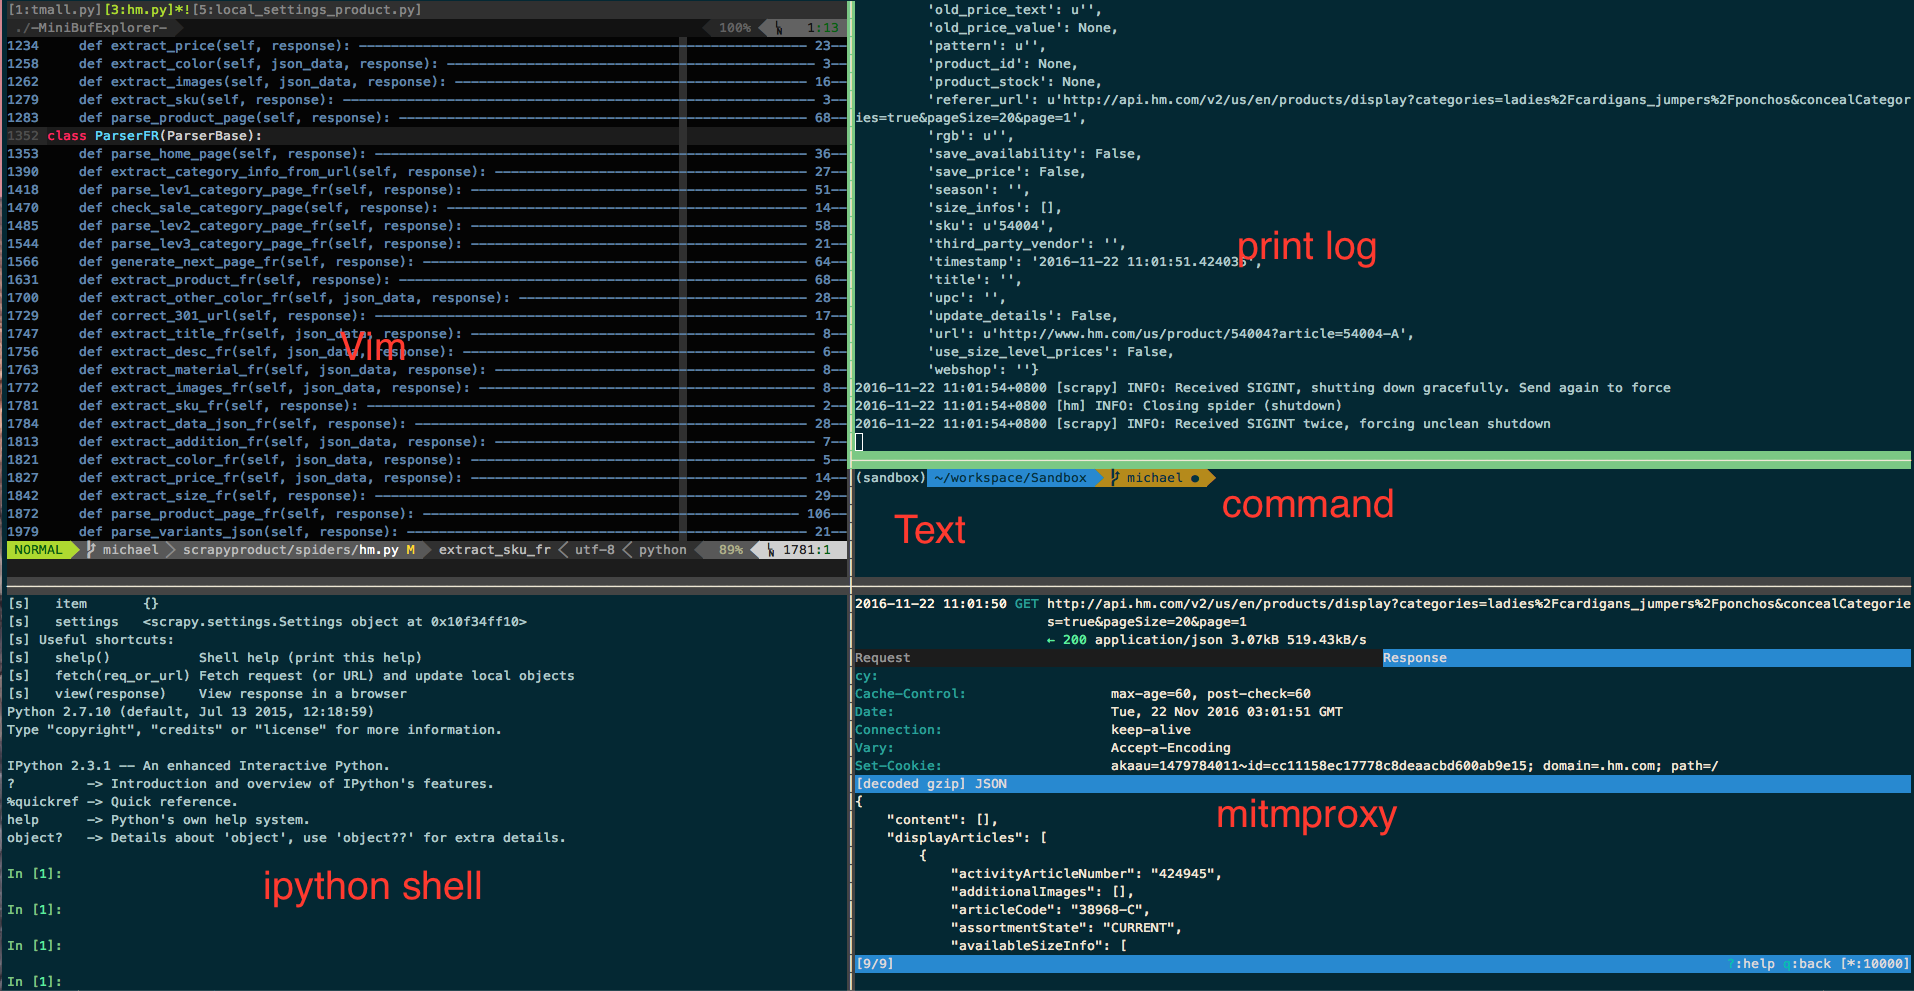 [1:tmall.py][3:hm.py]*![5:local_settings_product.py]
./-MiniBufExplorer- 100% 1:13
1234 def extract_price(self, response): 23
1258 def extract_color(self, json_data, response): 3
1262 def extract_images(self, json_data, response): 16
1279 def extract_sku(self, response): 3
1283 def parse_product_page(self, response): 68
1352 class ParserFR(ParserBase):
1353 def parse_home_page(self, response): 36
1390 def extract_category_info_from_url(self, response): 27
1418 def parse_lev1_category_page_fr(self, response): 51
1470 def check_sale_category_page(self, response): 14
1485 def parse_lev2_category_page_fr(self, response): 58
1544 def parse_lev3_category_page_fr(self, response): 21
1566 def generate_next_page_fr(self, response): 64
1631 def extract_product_fr(self, response): 68
1700 def extract_other_color_fr(self, json_data, response): 28
1729 def correct_301_url(self, response): 17
1747 def extract_title_fr(self, json_data, response): 8
1756 def extract_desc_fr(self, json_data, response): 6
Vim
1763 def extract_material_fr(self, json_data, response): 8
1772 def extract_images_fr(self, json_data, response): 8
1781 def extract_sku_fr(self, response): 2
1784 def extract_data_json_fr(self, response): 28
1813 def extract_addition_fr(self, json_data, response): 7
1821 def extract_color_fr(self, json_data, response): 5
1827 def extract_price_fr(self, json_data, response): 14
1842 def extract_size_fr(self, response): 29
1872 def parse_product_page_fr(self, response): 106
1979 def parse_variants_json(self, response): 21
NORMAL michael scrapyproduct/spiders/hm.py M extract_sku_fr utf-8 python 89% 1781:1
'old_price_text': u'',
'old_price_value': None,
'pattern': u'',
'product_id': None,
'product_stock': None,
'referer_url': u'http://api.hm.com/v2/us/en/products/display?categories=ladies%2Fcardigans_jumpers%2Fponchos&concealCategor
ies=true&pageSize=20&page=1',
'rgb': u'',
'save_availability': False,
'save_price': False,
'season': '',
'size_infos': [],
'sku': u'54004',
'third_party_vendor': '',
print log
'timestamp': '2016-11-22 11:01:51.424036',
'title': '',
'upc': '',
'update_details': False,
'url': u'http://www.hm.com/us/product/54004?article=54004-A',
'use_size_level_prices': False,
'webshop': ''}
2016-11-22 11:01:54+0800 [scrapy] INFO: Received SIGINT, shutting down gracefully. Send again to force
2016-11-22 11:01:54+0800 [hm] INFO: Closing spider (shutdown)
2016-11-22 11:01:54+0800 [scrapy] INFO: Received SIGINT twice, forcing unclean shutdown
(sandbox) ~/workspace/Sandbox michael ●
command
Text
[s] item {}
[s] settings <scrapy.settings.Settings object at 0x10f34ff10>
[s] Useful shortcuts:
[s] shelp() Shell help (print this help)
[s] fetch(req_or_url) Fetch request (or URL) and update local objects
[s] view(response) View response in a browser
Python 2.7.10 (default, Jul 13 2015, 12:18:59)
Type "copyright", "credits" or "license" for more information.
IPython 2.3.1 -- An enhanced Interactive Python.
? -> Introduction and overview of IPython's features.
%quickref -> Quick reference.
help -> Python's own help system.
object? -> Details about 'object', use 'object??' for extra details.
In [1]:
ipython shell
In [1]:
In [1]:
In [1]:
2016-11-22 11:01:50 GET http://api.hm.com/v2/us/en/products/display?categories=ladies%2Fcardigans_jumpers%2Fponchos&concealCategorie
s=true&pageSize=20&page=1
← 200 application/json 3.07kB 519.43kB/s
Request Response
cy:
Cache-Control: max-age=60, post-check=60
Date: Tue, 22 Nov 2016 03:01:51 GMT
Connection: keep-alive
Vary: Accept-Encoding
Set-Cookie: akaau=1479784011~id=cc11158ec17778c8deaacbd600ab9e15; domain=.hm.com; path=/
[decoded gzip] JSON
{
"content": [],
mitmproxy
"displayArticles": [
{
"activityArticleNumber": "424945",
"additionalImages": [],
"articleCode": "38968-C",
"assortmentState": "CURRENT",
"availableSizeInfo": [
[9/9] ?:help q:back [*:10000]